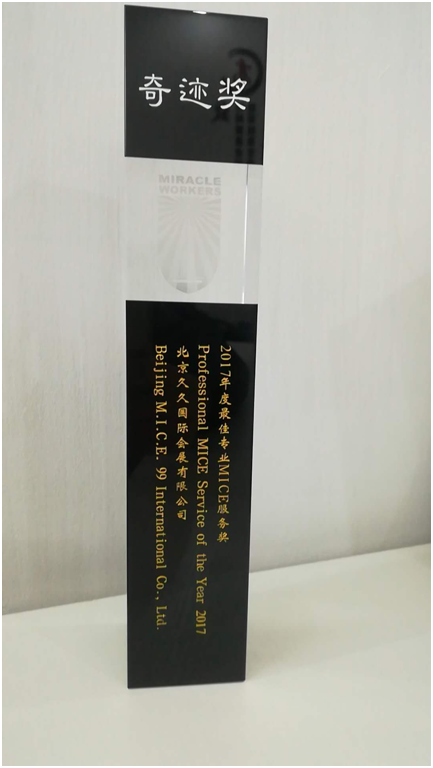 奇迹奖
MIRACLE
WORKERS
2017年度最佳专业MICE服务奖
Professional MICE Service of the Year 2017
北京久久国际会展有限公司
Beijing M.I.C.E. 99 International Co., Ltd.